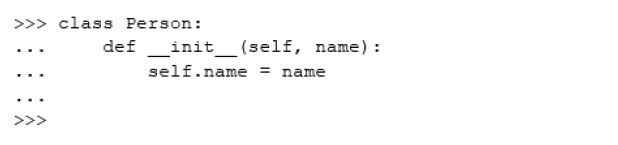 >>> class Person:
...     def __init__(self, name):
...         self.name = name
...
>>>